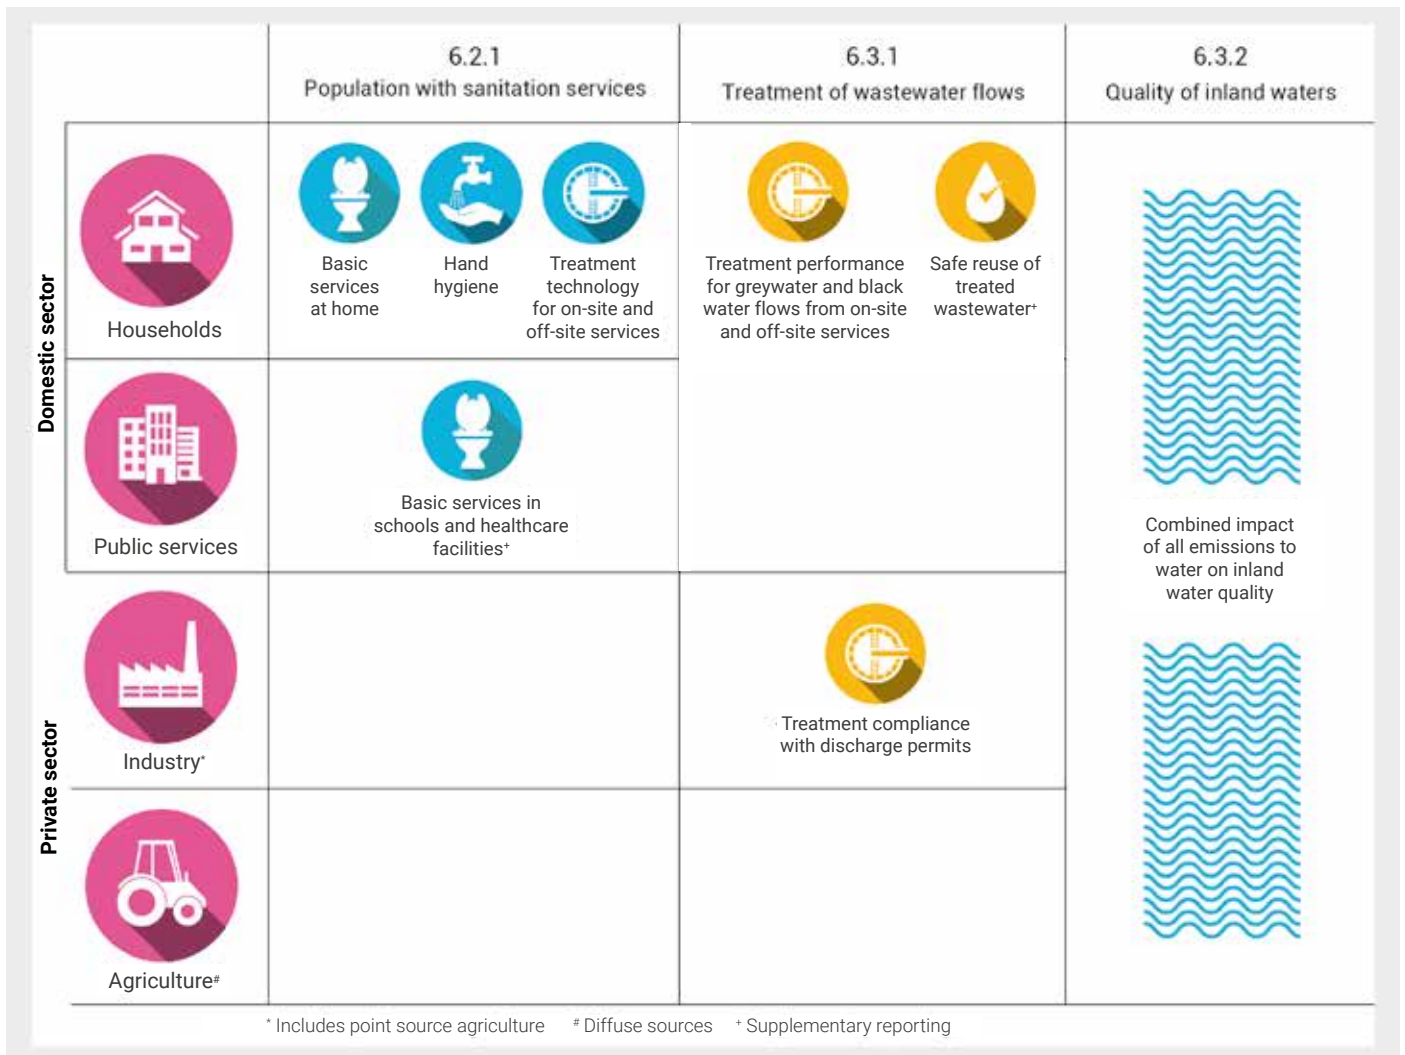 6.2.1
Population with sanitation services
6.3.1
Treatment of wastewater flows
6.3.2
Quality of inland waters
Domestic sector
Households
Basic
services
at home
Hand
hygiene
Treatment
technology
for on-site and
off-site services
Treatment performance
for greywater and black
water flows from on-site
and off-site services
Safe reuse of
treated
wastewater+
Public services
Basic services in
schools and healthcare
facilities+
Combined impact
of all emissions to
water on inland
water quality
Private sector
Industry*
Treatment compliance
with discharge permits
Agriculture#
* Includes point source agriculture # Diffuse sources + Supplementary reporting